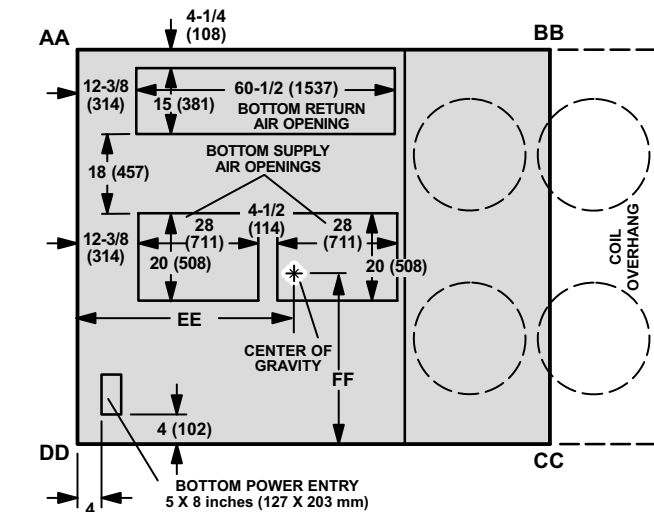 4-1/4
(108)
AA
BB
12-3/8
(314)
60-1/2 (1537)
15 (381)
BOTTOM RETURN
AIR OPENING
BOTTOM SUPPLY
AIR OPENINGS
18 (457)
4-1/2
(114)
28
(711)
28
(711)
12-3/8
(314)
20 (508)
20 (508)
COIL
OVERHANG
EE
CENTER OF
GRAVITY
FF
4 (102)
DD
CC
BOTTOM POWER ENTRY
5 X 8 inches (127 X 203 mm)
4